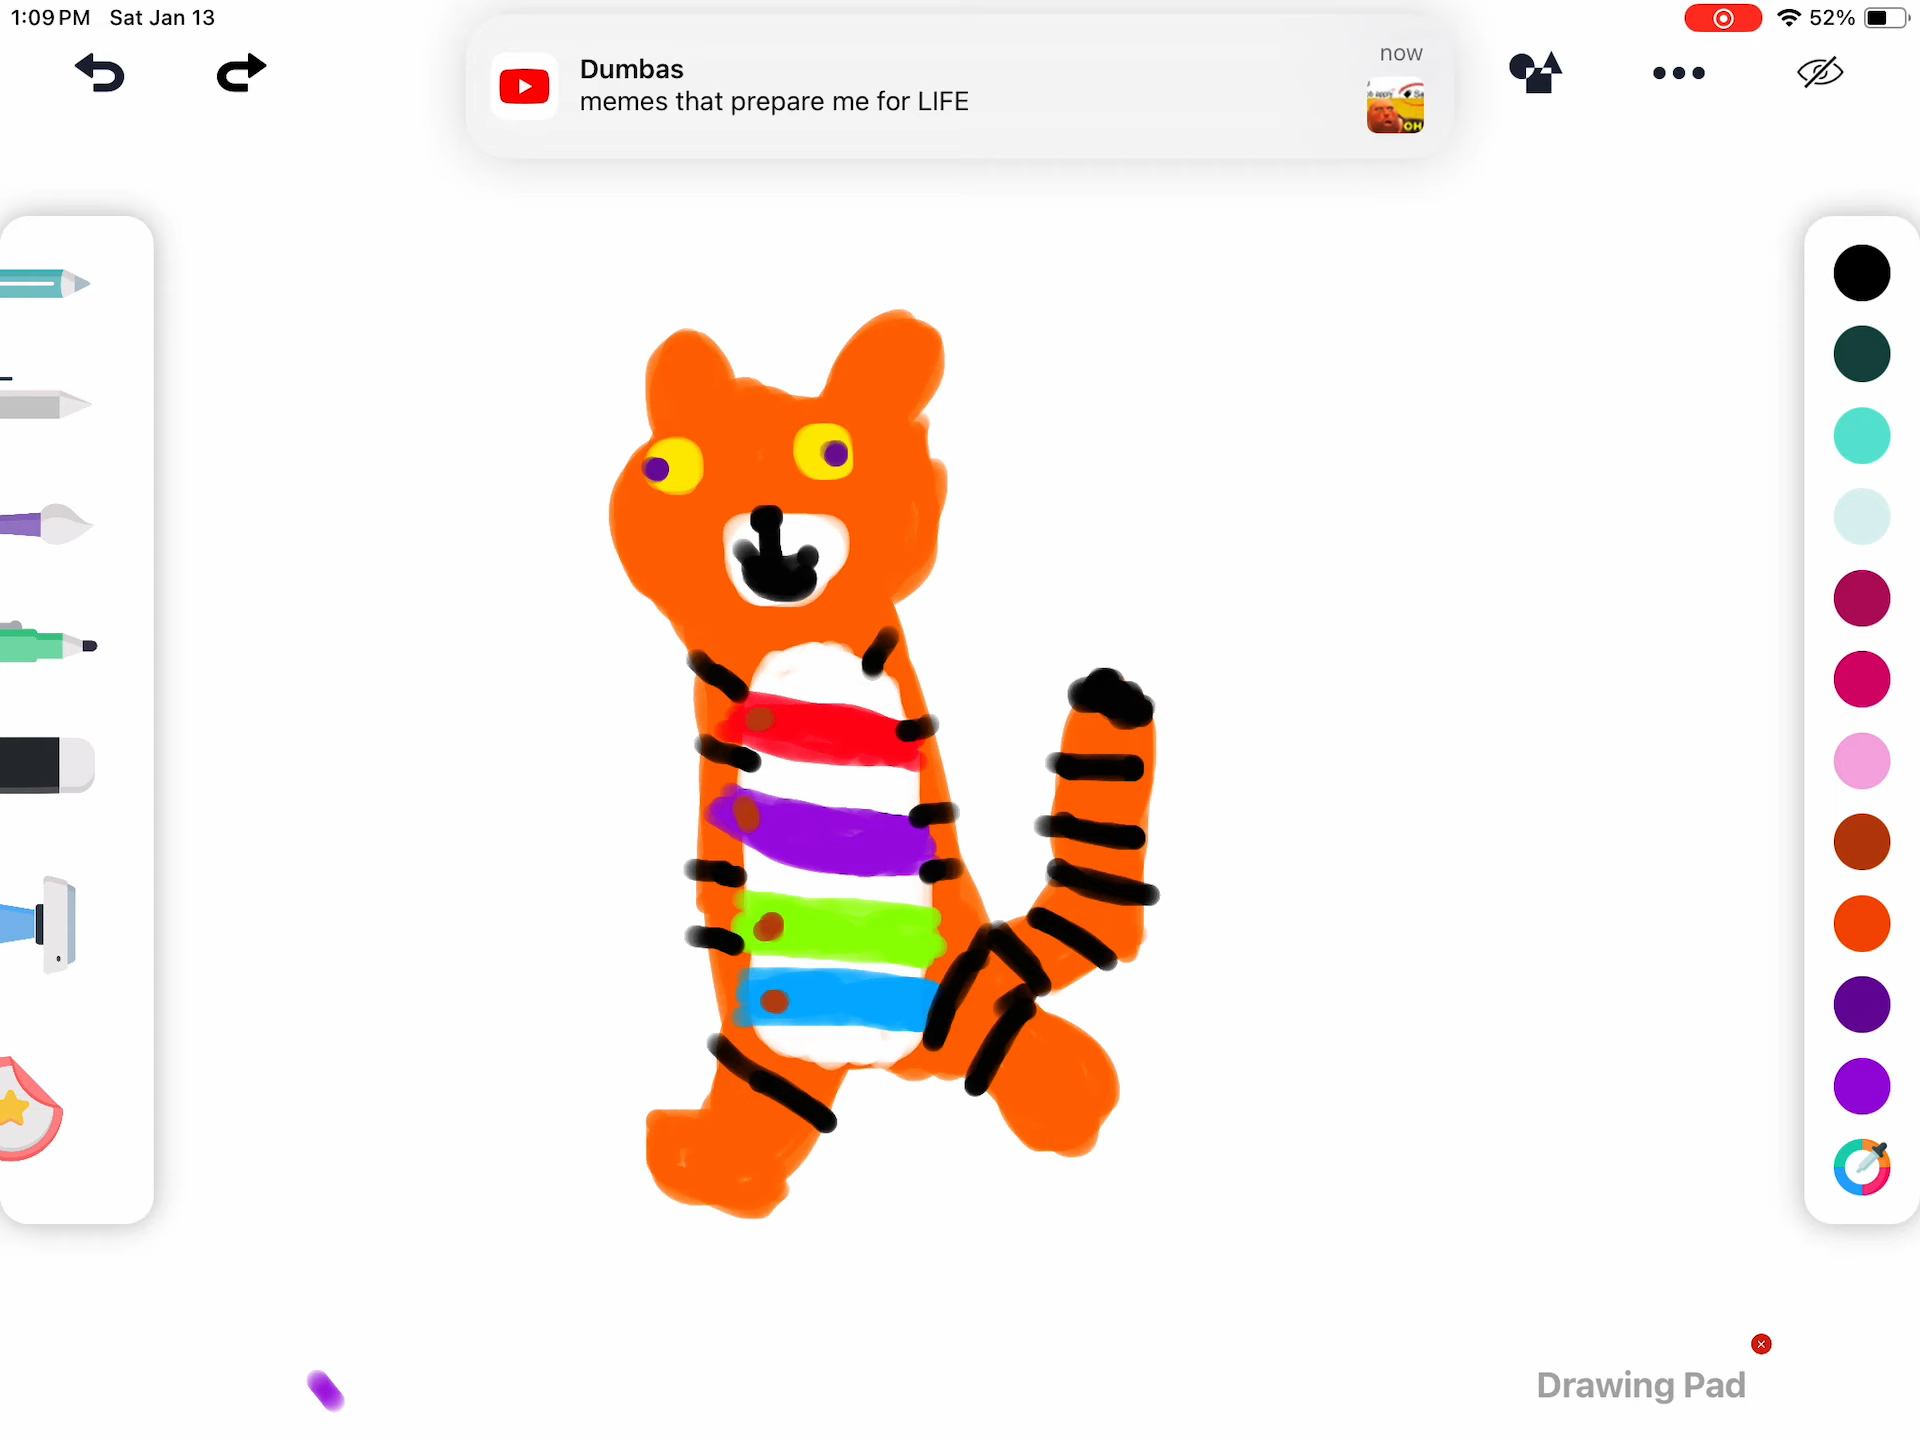 1:09 PM Sat Jan 13
52%
Dumbas
now
memes that prepare me for LIFE
Drawing Pad